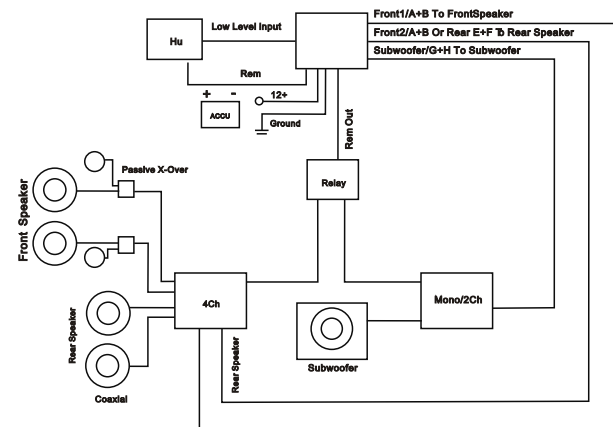 Front1/A+B To FrontSpeaker
Low Level Input
Front2/A+B Or Rear E+F To Rear Speaker
Hu
Subwoofer/G+H To Subwoofer
Rem
+ -
12+
ACCU
Ground
Rem Out
Passive X-Over
Relay
Front Speaker
4Ch
Mono/2Ch
Rear Speaker
Rear Speaker
Subwoofer
Coaxial